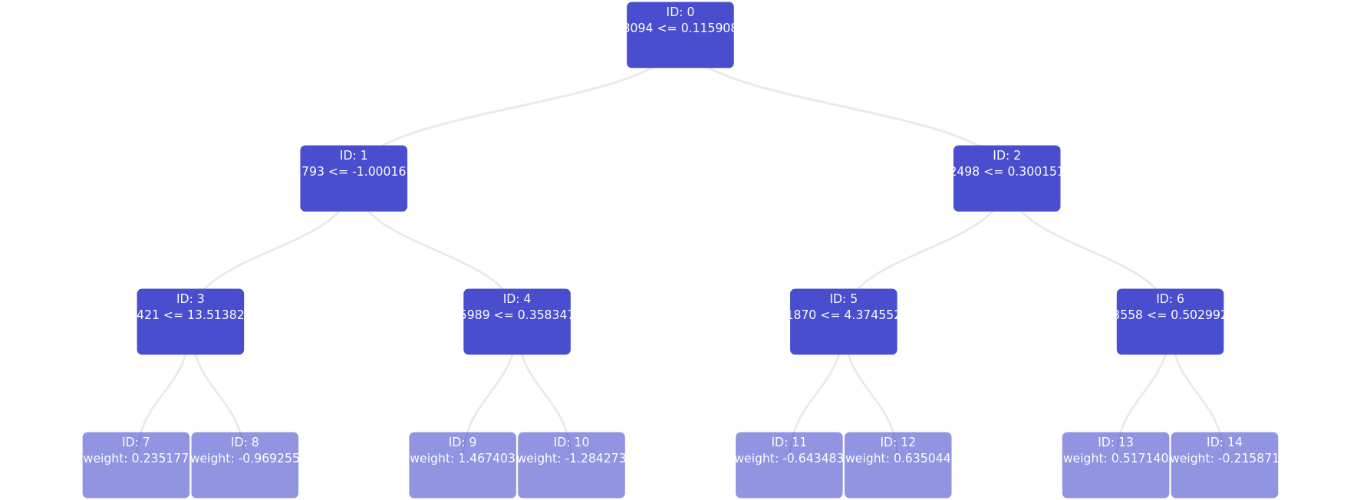 ID: 0
3094 <= 0.115908
ID: 1
793 <= -1.00016
ID: 2
2498 <= 0.300151
ID: 3
421 <= 13.51382
ID: 4
5989 <= 0.358347
ID: 5
1870 <= 4.374552
ID: 6
3558 <= 0.502992
ID: 7
weight: 0.235177
ID: 8
weight: -0.969255
ID: 9
weight: 1.467403
ID: 10
weight: -1.284273
ID: 11
weight: -0.643483
ID: 12
weight: 0.635044
ID: 13
weight: 0.517140
ID: 14
weight: -0.215871